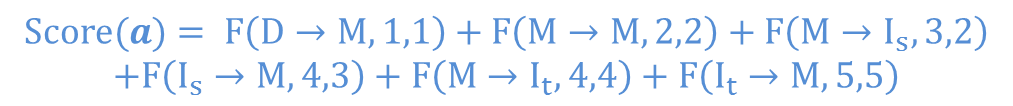 Score(a) = F(D → M, 1,1) + F(M → M, 2,2) + F(M → Iₛ, 3,2)
+F(Iₛ → M, 4,3) + F(M → Iₜ, 4,4) + F(Iₜ → M, 5,5)